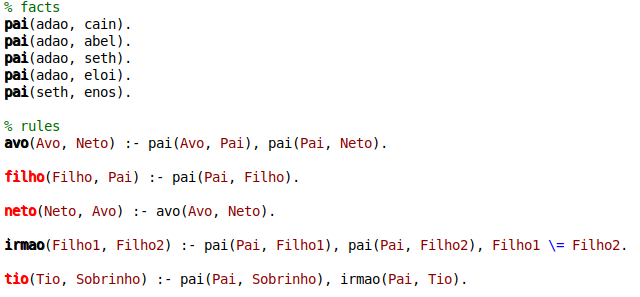 % facts
pai(adao, cain).
pai(adao, abel).
pai(adao, seth).
pai(adao, eloi).
pai(seth, enos).
% rules
avo(Avo, Neto) :- pai(Avo, Pai), pai(Pai, Neto).
filho(Filho, Pai) :- pai(Pai, Filho).
neto(Neto, Avo) :- avo(Avo, Neto).
irmao(Filho1, Filho2) :- pai(Pai, Filho1), pai(Pai, Filho2), Filho1 \= Filho2.
tio(Tio, Sobrinho) :- pai(Pai, Sobrinho), irmao(Pai, Tio).